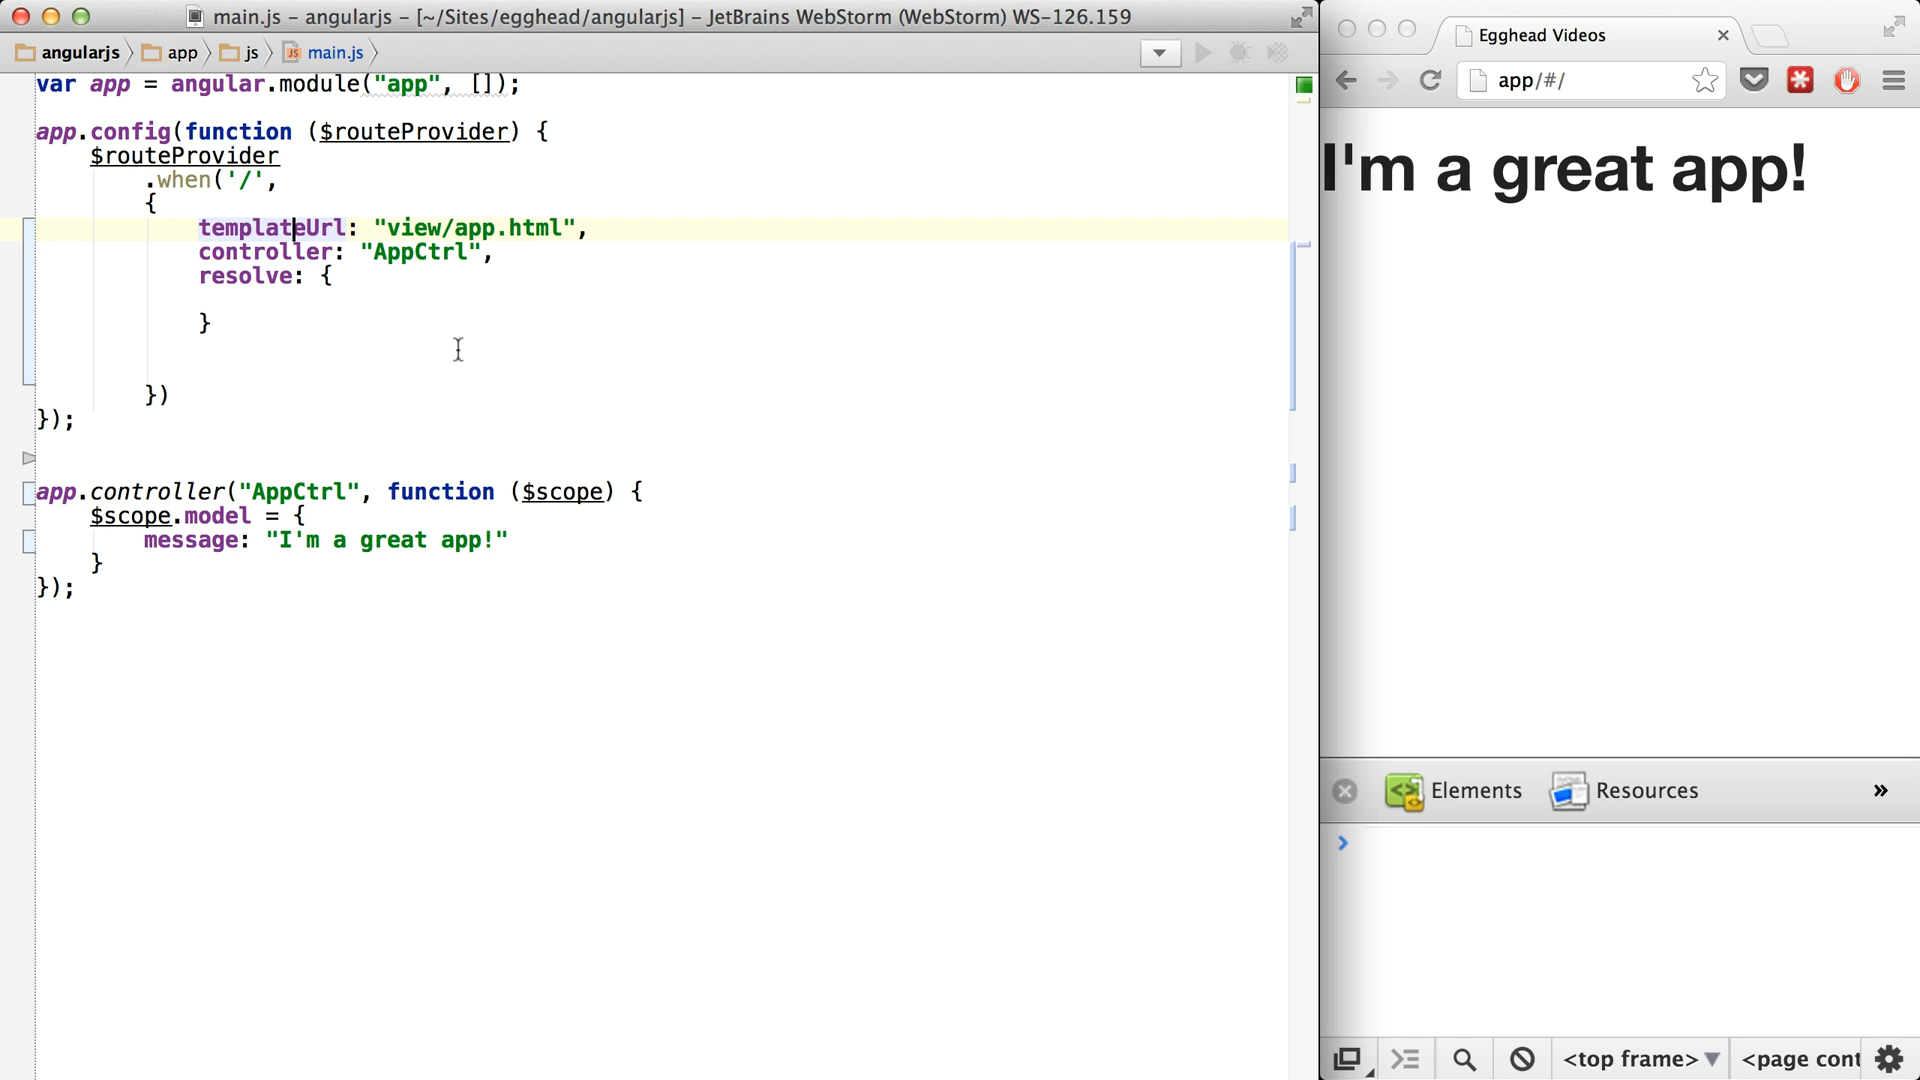 main.js – angularjs – [~/Sites/egghead/angularjs] – JetBrains WebStorm (WebStorm) WS-126.159
angularjs app js main.js
var app = angular.module("app", []);
app.config(function ($routeProvider) {
$routeProvider
.when('/',
{
templateUrl: "view/app.html",
controller: "AppCtrl",
resolve: {
}
})
});
app.controller("AppCtrl", function ($scope) {
$scope.model = {
message: "I'm a great app!"
}
});
Egghead Videos
app/#/
I'm a great app!
Elements Resources »
<top frame> <page cont